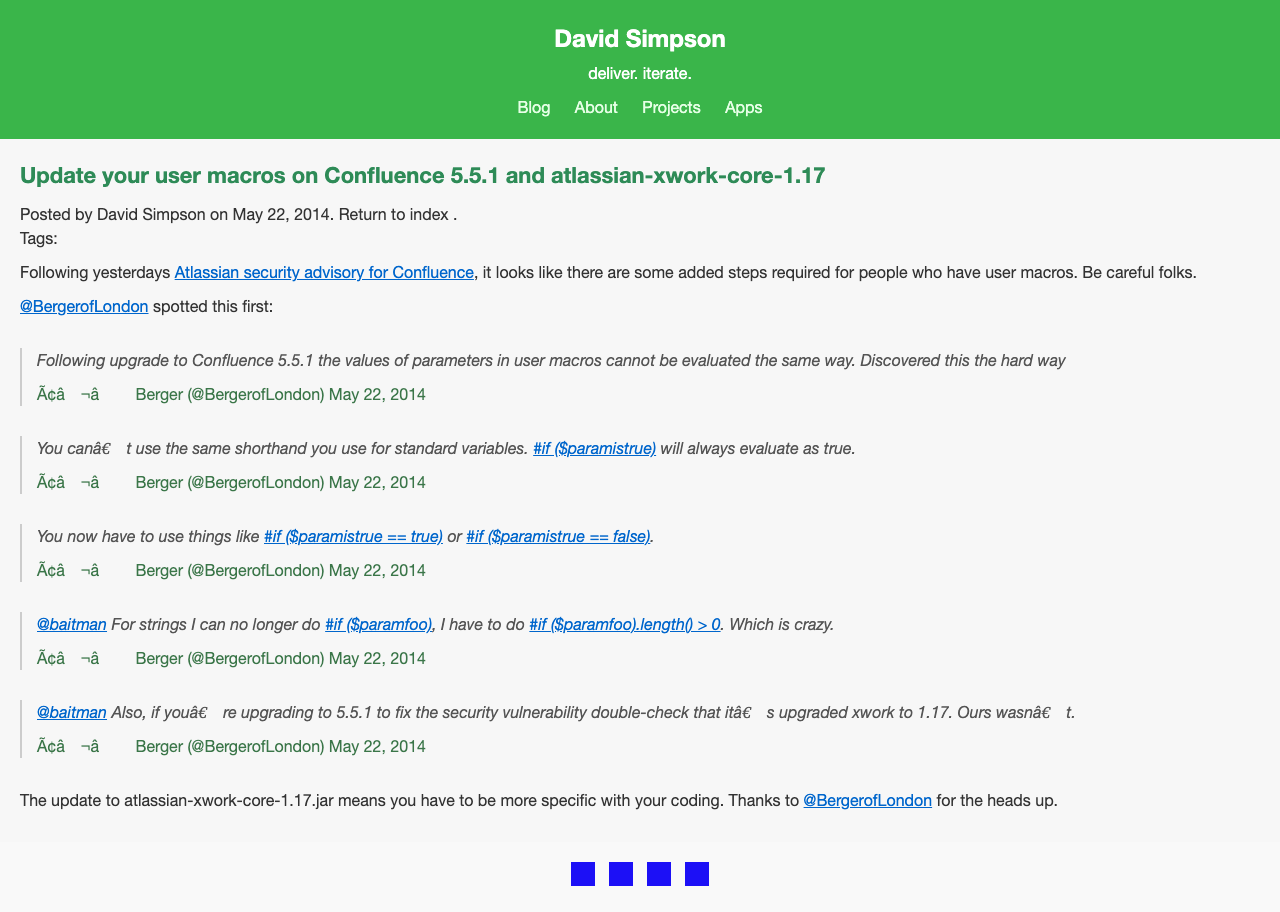 David Simpson
deliver. iterate.
Blog About Projects Apps
Update your user macros on Confluence 5.5.1 and atlassian-xwork-core-1.17
Posted by David Simpson on May 22, 2014. Return to index .
Tags:
Following yesterdays Atlassian security advisory for Confluence, it looks like there are some added steps required for people who have user macros. Be careful folks.
@BergerofLondon spotted this first:
Following upgrade to Confluence 5.5.1 the values of parameters in user macros cannot be evaluated the same way. Discovered this the hard way
Ã¢â ¬â Berger (@BergerofLondon) May 22, 2014
You canâ€ t use the same shorthand you use for standard variables. #if ($paramistrue) will always evaluate as true.
Ã¢â ¬â Berger (@BergerofLondon) May 22, 2014
You now have to use things like #if ($paramistrue == true) or #if ($paramistrue == false).
Ã¢â ¬â Berger (@BergerofLondon) May 22, 2014
@baitman For strings I can no longer do #if ($paramfoo), I have to do #if ($paramfoo).length() > 0. Which is crazy.
Ã¢â ¬â Berger (@BergerofLondon) May 22, 2014
@baitman Also, if youâ€ re upgrading to 5.5.1 to fix the security vulnerability double-check that itâ€ s upgraded xwork to 1.17. Ours wasnâ€ t.
Ã¢â ¬â Berger (@BergerofLondon) May 22, 2014
The update to atlassian-xwork-core-1.17.jar means you have to be more specific with your coding. Thanks to @BergerofLondon for the heads up.